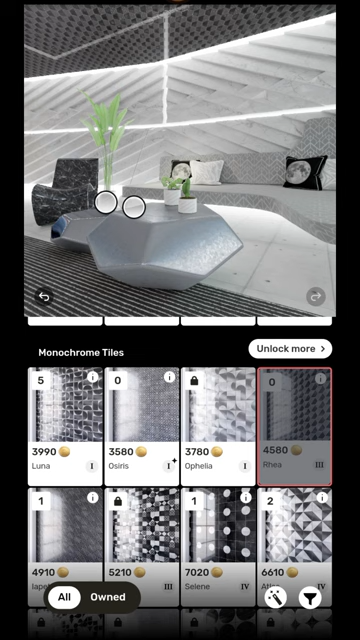 Monochrome Tiles
Unlock more >
5
0
0
3990
3580
3780
4580
Luna
I
Osiris
I
Ophelia
I
Rhea
III
1
1
2
4910
5210
7020
6610
III
Selene
IV
IV
All
Owned